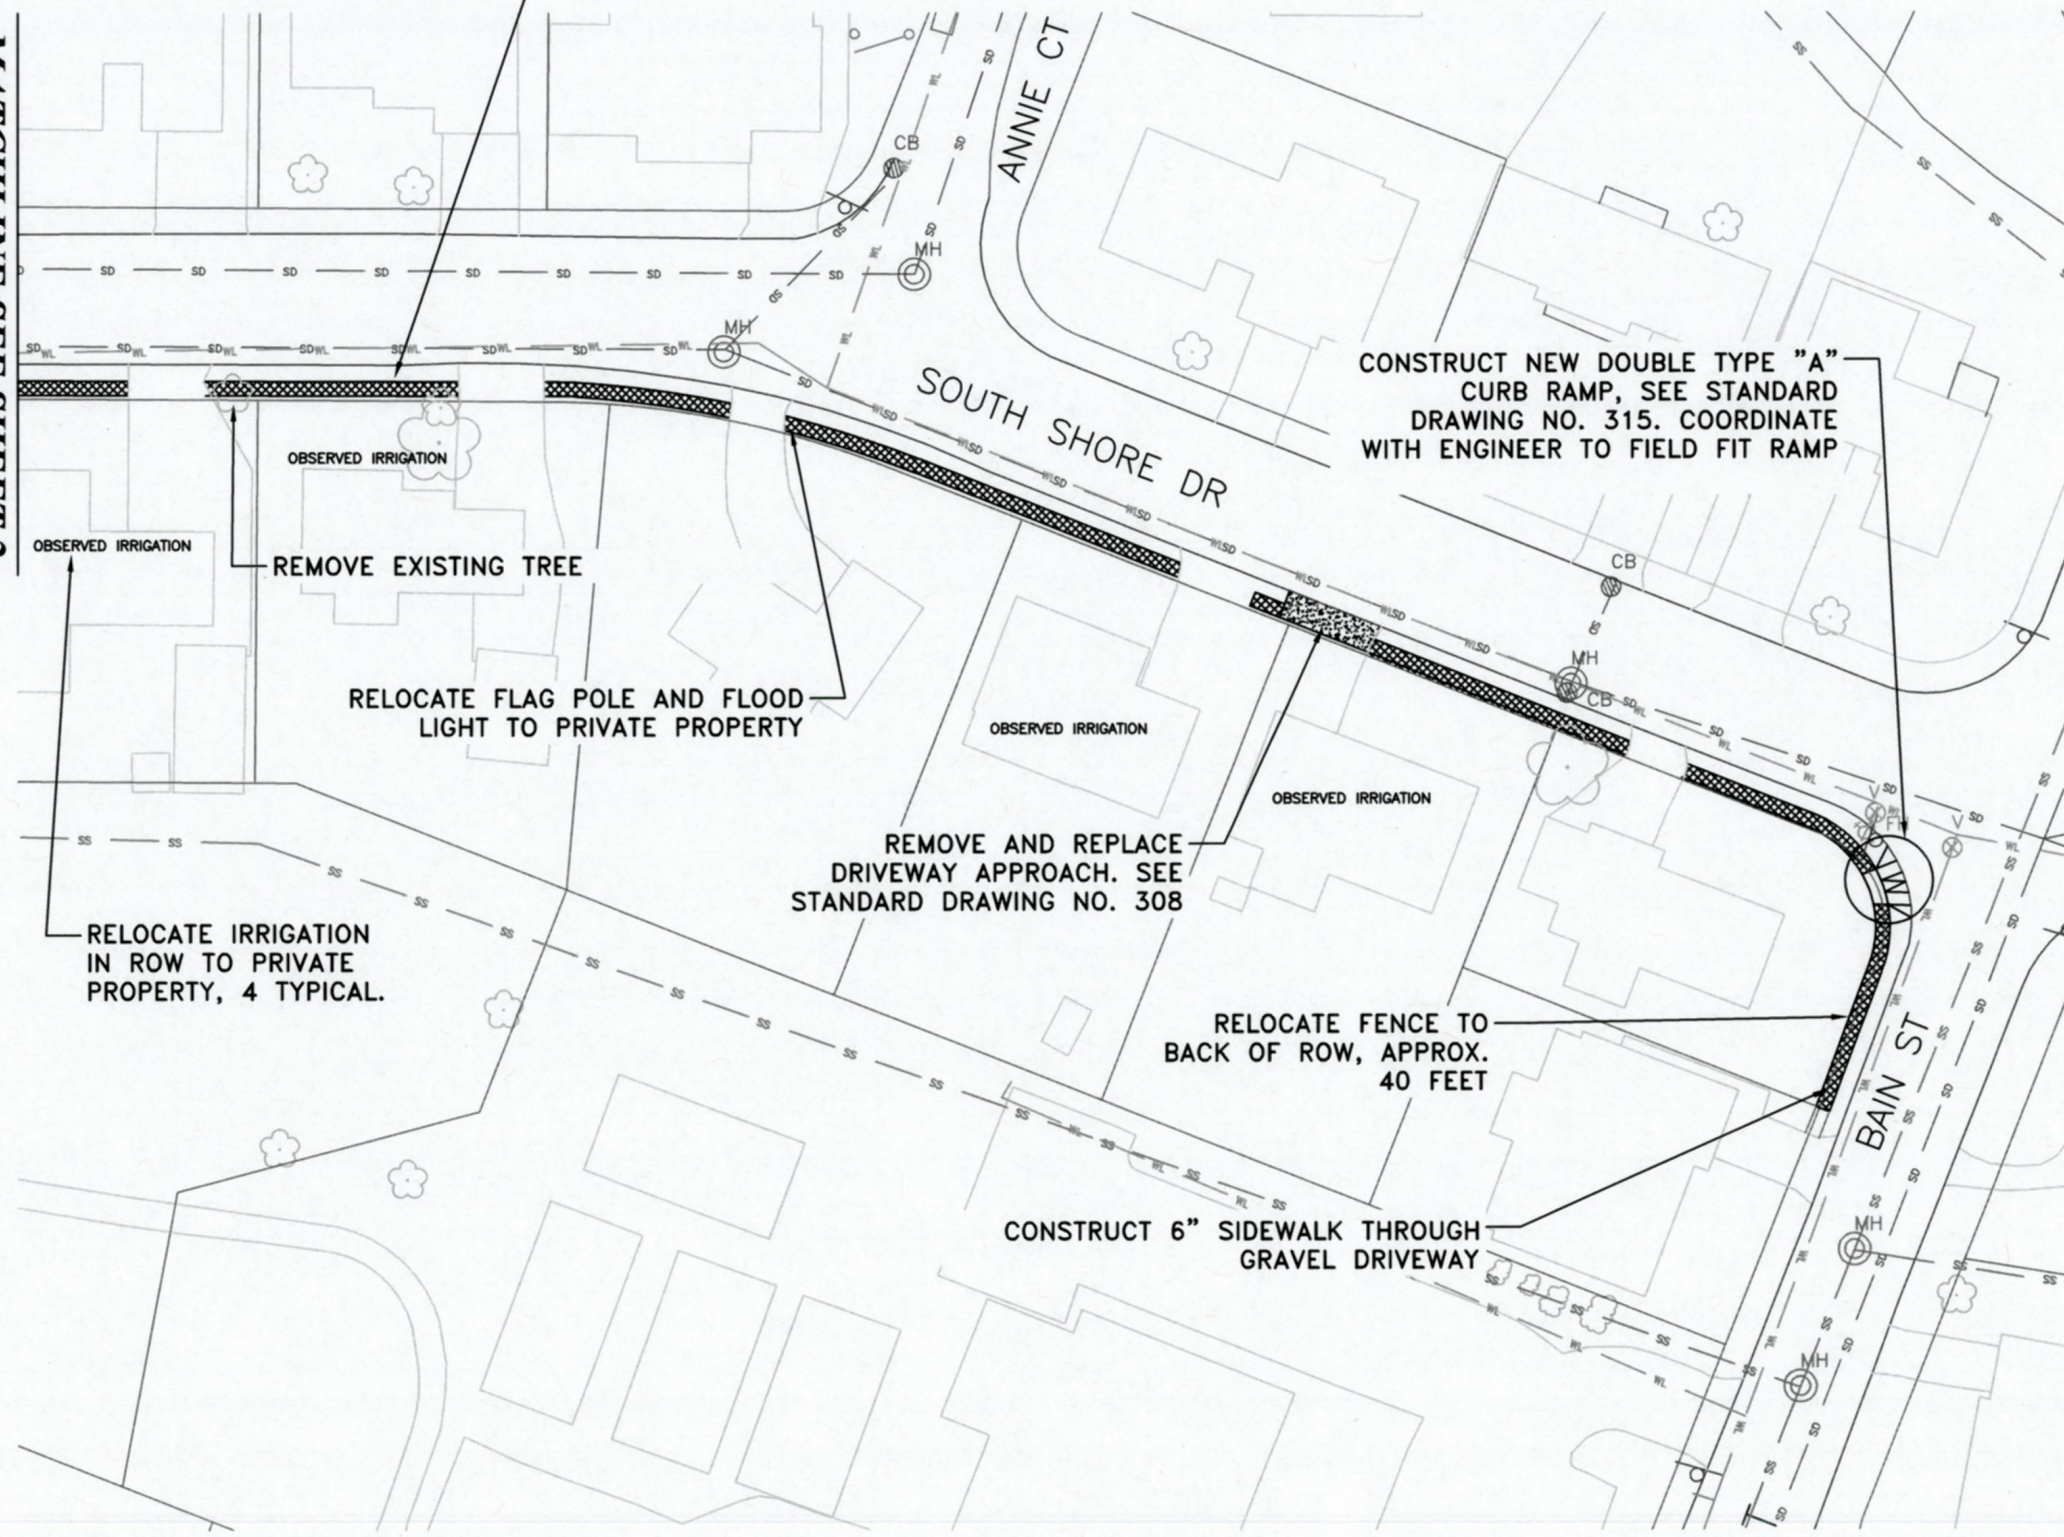 ANNIE CT
CB
MH
MH
SOUTH SHORE DR
CONSTRUCT NEW DOUBLE TYPE "A"
CURB RAMP, SEE STANDARD
DRAWING NO. 315. COORDINATE
WITH ENGINEER TO FIELD FIT RAMP
OBSERVED IRRIGATION
OBSERVED IRRIGATION
REMOVE EXISTING TREE
CB
MH
CB
RELOCATE FLAG POLE AND FLOOD
LIGHT TO PRIVATE PROPERTY
OBSERVED IRRIGATION
OBSERVED IRRIGATION
REMOVE AND REPLACE
DRIVEWAY APPROACH. SEE
STANDARD DRAWING NO. 308
RELOCATE IRRIGATION
IN ROW TO PRIVATE
PROPERTY, 4 TYPICAL.
RELOCATE FENCE TO
BACK OF ROW, APPROX.
40 FEET
BAIN ST
CONSTRUCT 6" SIDEWALK THROUGH
GRAVEL DRIVEWAY
MH
MH
SD
WL
SS